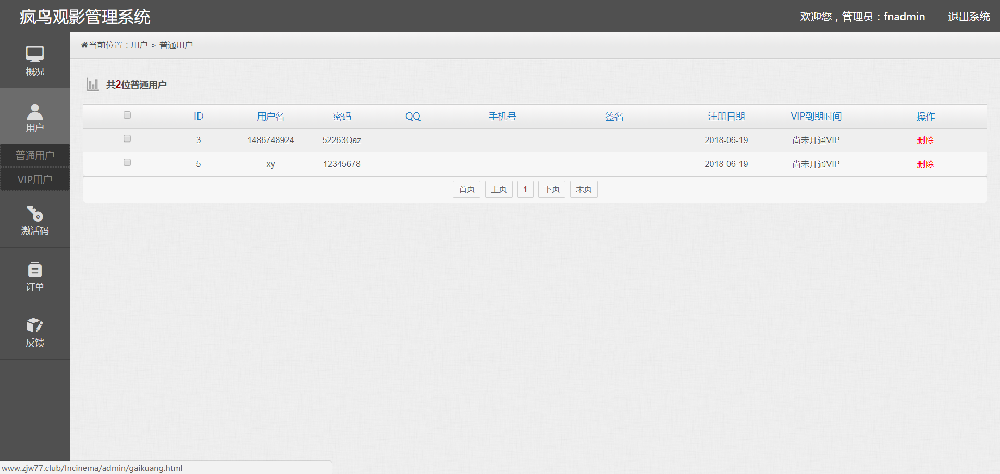 疯鸟观影管理系统
欢迎您，管理员：fnadmin 退出系统
当前位置：用户 > 普通用户
概况
用户
普通用户
VIP用户
激活码
订单
反馈
共2位普通用户
ID 用户名 密码 QQ 手机号 签名 注册日期 VIP到期时间 操作
3 1486748924 52263Qaz 2018-06-19 尚未开通VIP 删除
5 xy 12345678 2018-06-19 尚未开通VIP 删除
首页 上页 1 下页 末页
www.zjw77.club/fncinema/admin/gaikuang.html